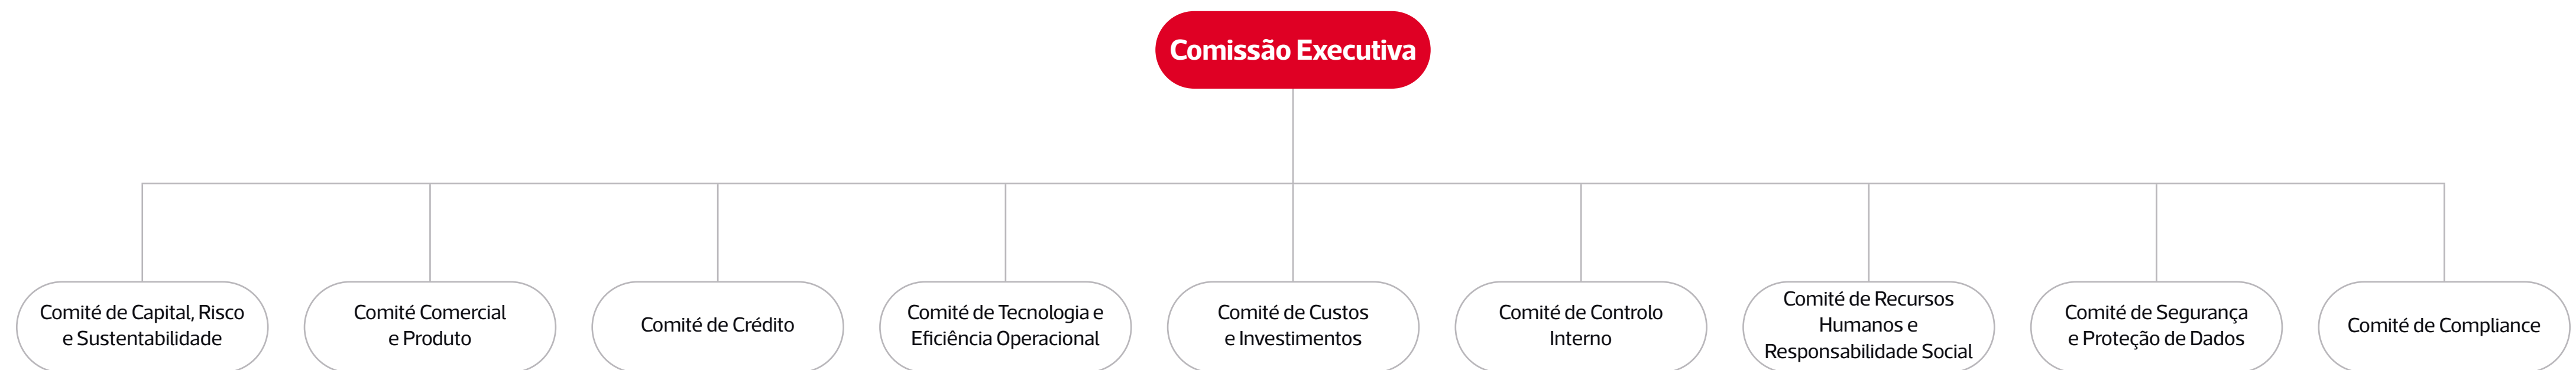 Comissão Executiva
Comité de Capital, Risco
e Sustentabilidade
Comité Comercial
e Produto
Comité de Crédito
Comité de Tecnologia e
Eficiência Operacional
Comité de Custos
e Investimentos
Comité de Controlo
Interno
Comité de Recursos
Humanos e
Responsabilidade Social
Comité de Segurança
e Proteção de Dados
Comité de Compliance